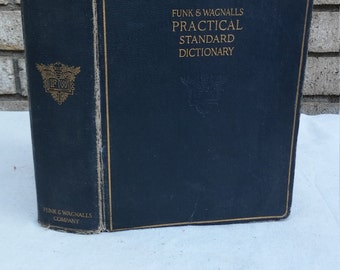 FUNK & WAGNALLS
PRACTICAL
STANDARD
DICTIONARY
FUNK & WAGNALLS
COMPANY